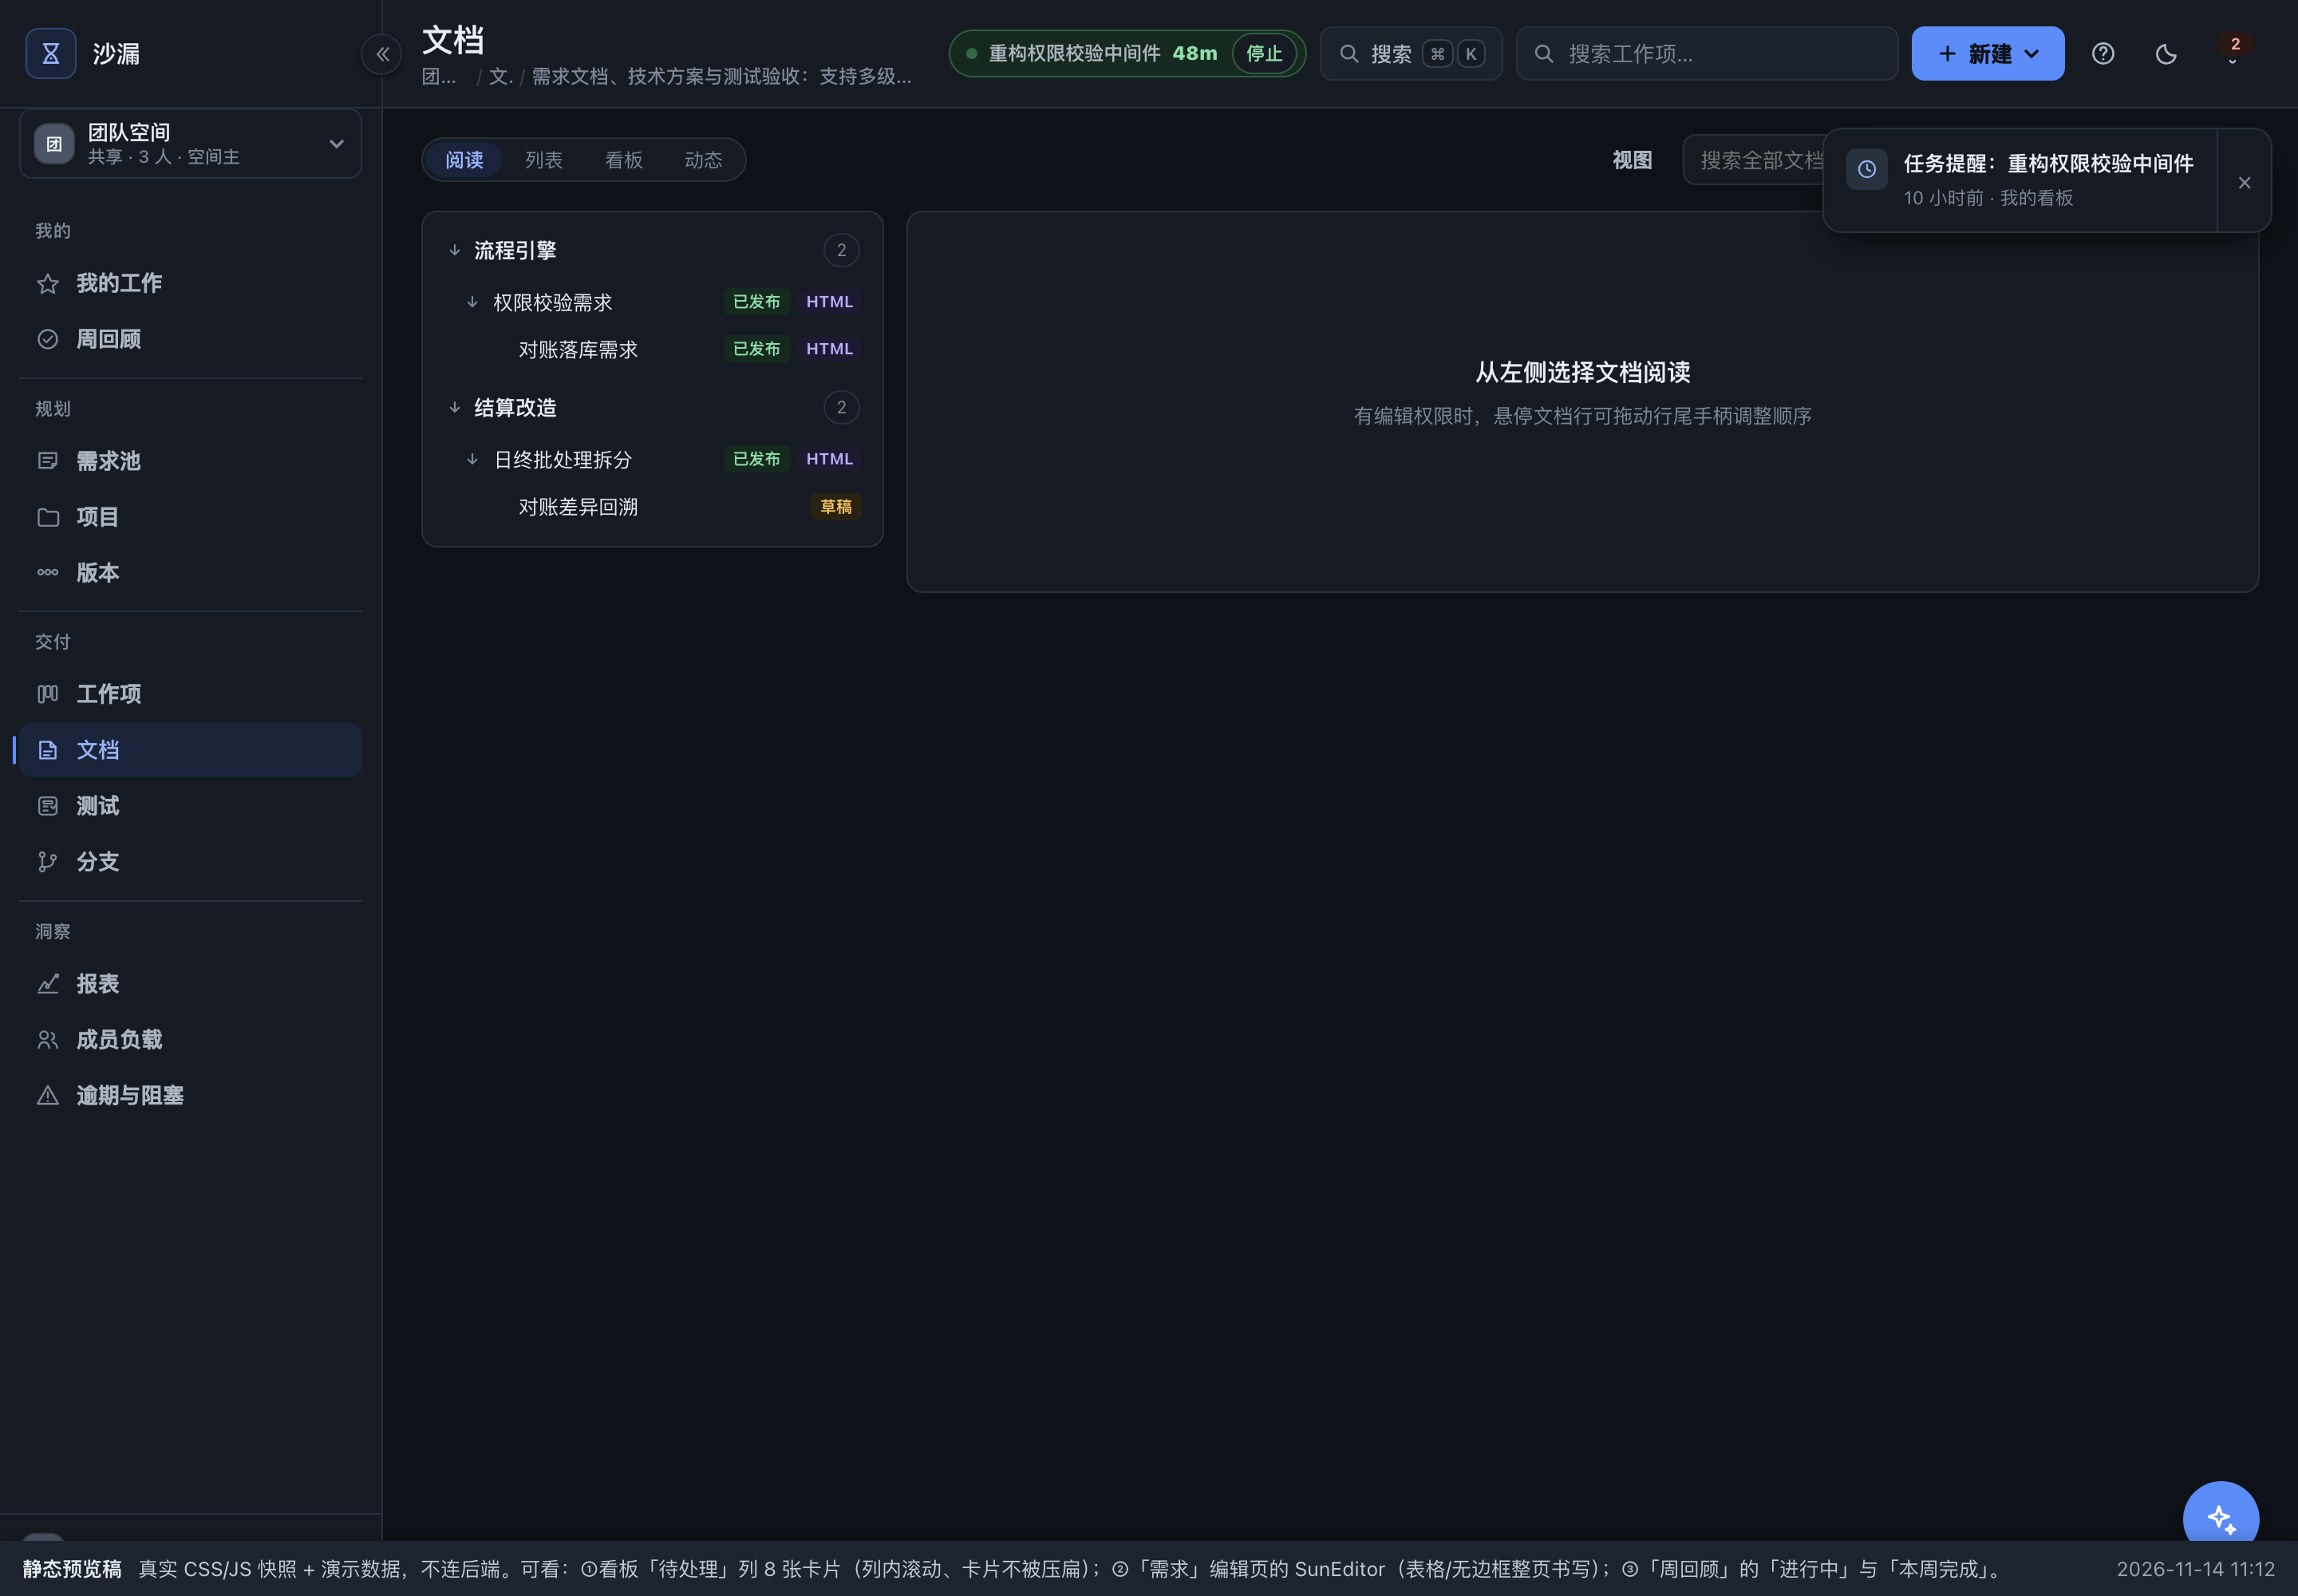 沙漏
团队空间
团
共享 · 3 人 · 空间主
我的
我的工作
周回顾
规划
需求池
项目
版本
交付
工作项
文档
测试
分支
洞察
报表
成员负载
逾期与阻塞
文档
团... / 文. / 需求文档、技术方案与测试验收：支持多级...
重构权限校验中间件 48m 停止
搜索 ⌘ K
搜索工作项...
+ 新建
2
阅读 列表 看板 动态
视图
搜索全部文档
任务提醒：重构权限校验中间件
10 小时前 · 我的看板
流程引擎 2
权限校验需求 已发布 HTML
对账落库需求 已发布 HTML
结算改造 2
日终批处理拆分 已发布 HTML
对账差异回溯 草稿
从左侧选择文档阅读
有编辑权限时，悬停文档行可拖动行尾手柄调整顺序
静态预览稿 真实 CSS/JS 快照 + 演示数据，不连后端。可看：①看板「待处理」列 8 张卡片（列内滚动、卡片不被压扁）；②「需求」编辑页的 SunEditor（表格/无边框整页书写）；③「周回顾」的「进行中」与「本周完成」。 2026-11-14 11:12